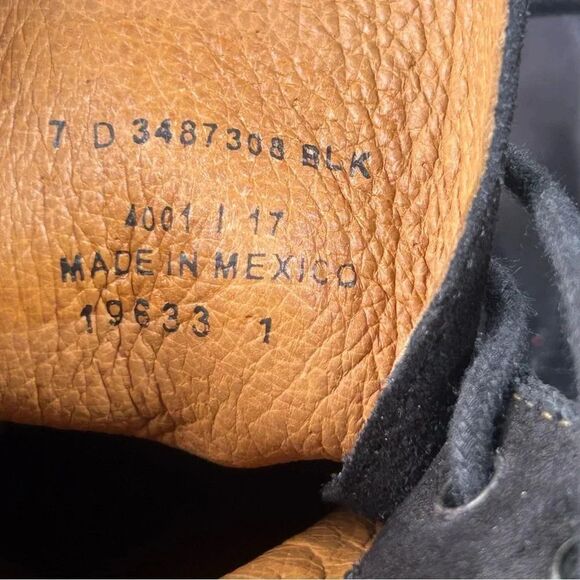 7 D 3487308 BLK
4001 I 17
MADE IN MEXICO
19633 1